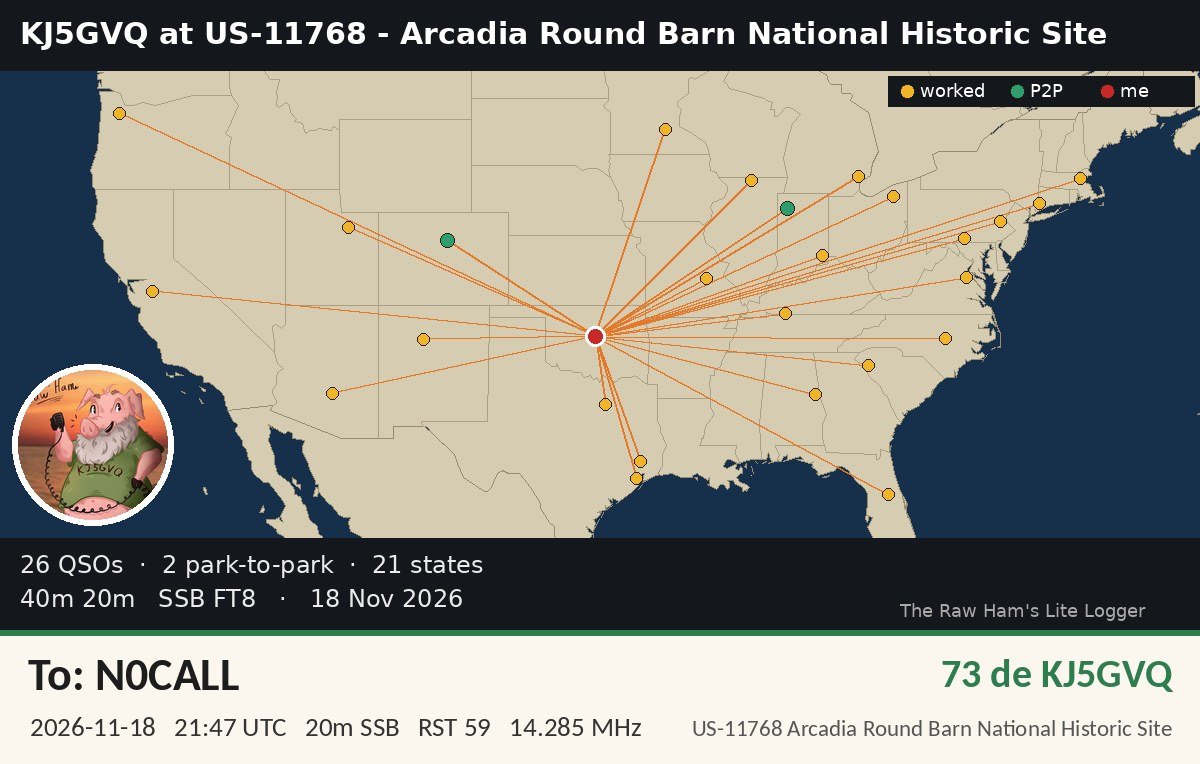 KJ5GVQ at US-11768 - Arcadia Round Barn National Historic Site
worked P2P me
Raw Ham
KJ5GVQ
26 QSOs · 2 park-to-park · 21 states
40m 20m SSB FT8 · 18 Nov 2026
The Raw Ham's Lite Logger
To: N0CALL
73 de KJ5GVQ
2026-11-18 21:47 UTC 20m SSB RST 59 14.285 MHz
US-11768 Arcadia Round Barn National Historic Site